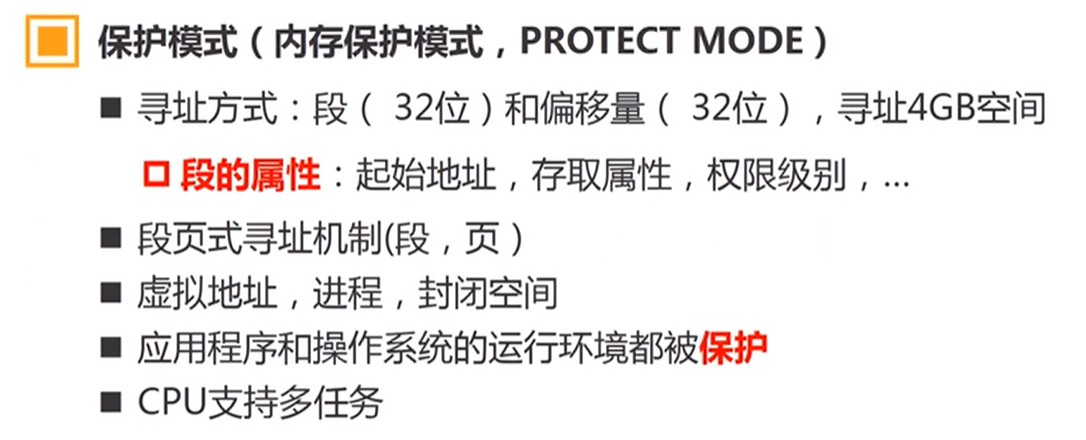 保护模式（内存保护模式，PROTECT MODE）
寻址方式：段（ 32位）和偏移量（ 32位），寻址4GB空间
段的属性：起始地址，存取属性，权限级别，...
段页式寻址机制(段，页）
虚拟地址，进程，封闭空间
应用程序和操作系统的运行环境都被保护
CPU支持多任务